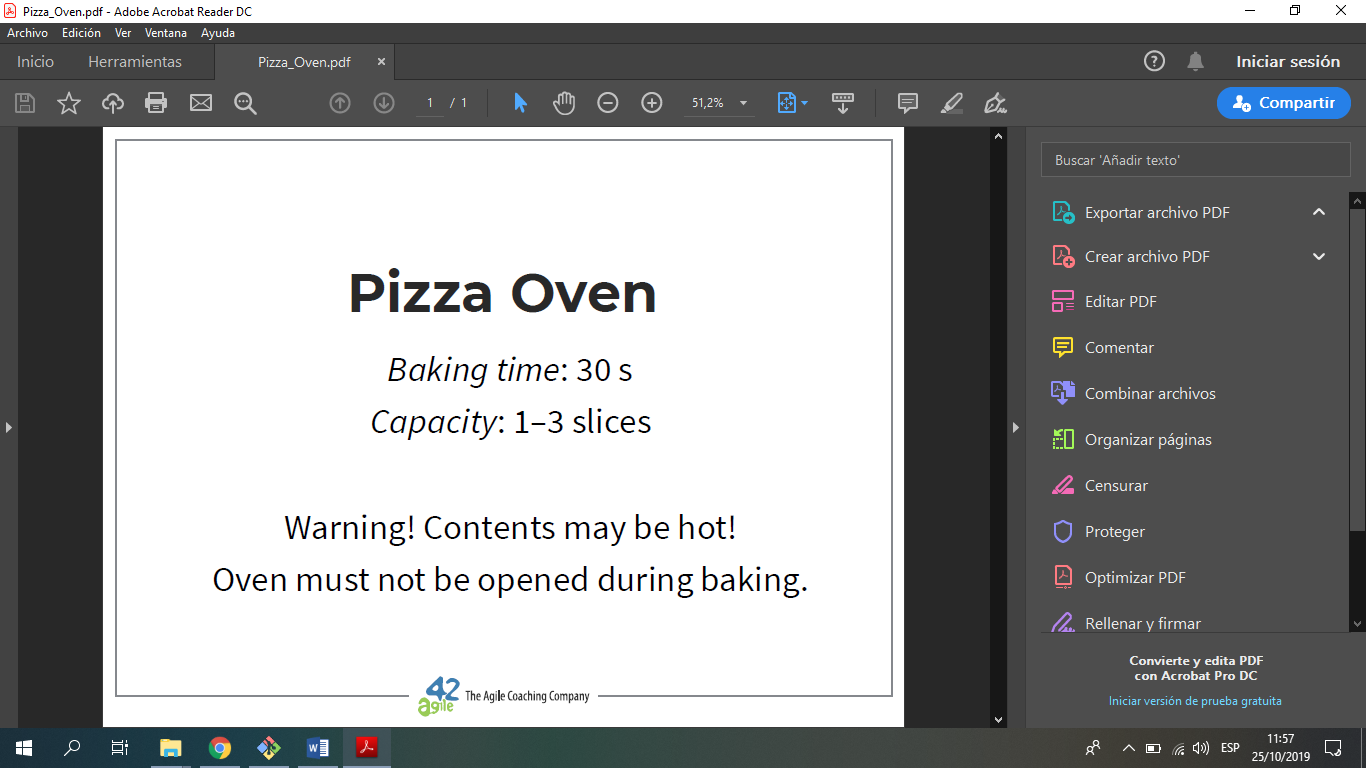 Pizza_Oven.pdf - Adobe Acrobat Reader DC
Archivo Edición Ver Ventana Ayuda
Inicio Herramientas Pizza_Oven.pdf Iniciar sesión
1 / 1 51,2% Compartir
Pizza Oven
Baking time: 30 s
Capacity: 1–3 slices
Warning! Contents may be hot!
Oven must not be opened during baking.
agile42 The Agile Coaching Company
Buscar 'Añadir texto'
Exportar archivo PDF
Crear archivo PDF
Editar PDF
Comentar
Combinar archivos
Organizar páginas
Censurar
Proteger
Optimizar PDF
Rellenar y firmar
Convierte y edita PDF
con Acrobat Pro DC
Iniciar versión de prueba gratuita
ESP
11:57
25/10/2019